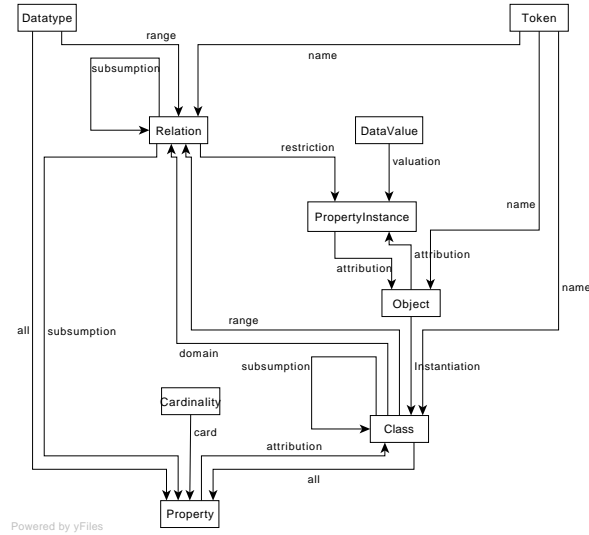 Datatype
Token
range
name
subsumption
Relation
DataValue
restriction
valuation
name
PropertyInstance
attribution
attribution
name
Object
range
all
subsumption
domain
subsumption
Instantiation
Cardinality
card
Class
attribution
all
Property
Powered by yFiles